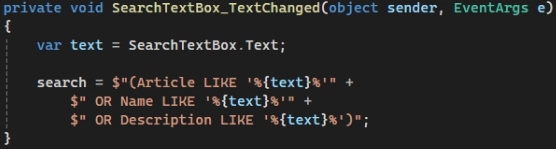 private void SearchTextBox_TextChanged(object sender, EventArgs e)
{
var text = SearchTextBox.Text;
search = $"(Article LIKE '%{text}%'" +
$" OR Name LIKE '%{text}%'" +
$" OR Description LIKE '%{text}%')";
}